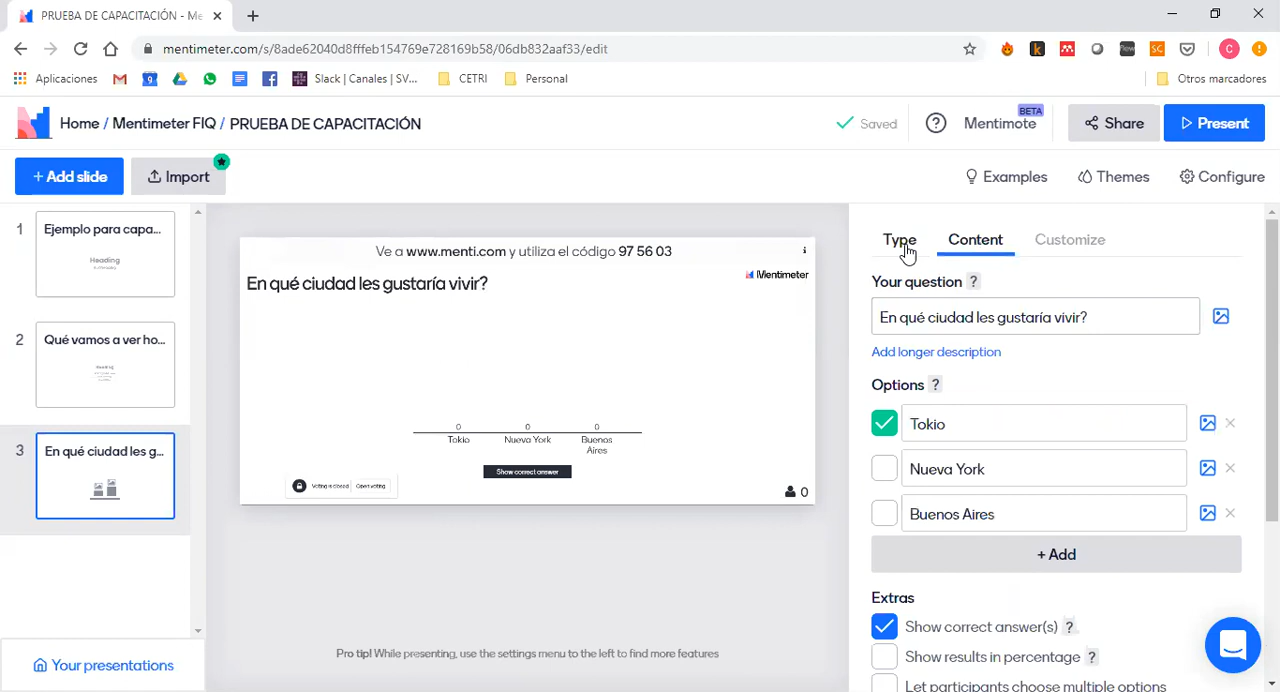 PRUEBA DE CAPACITACIÓN - Me
mentimeter.com/s/8ade62040d8fffeb154769e728169b58/06db832aaf33/edit
Aplicaciones
Slack | Canales | SV...
CETRI
Personal
Otros marcadores
Home / Mentimeter FIQ / PRUEBA DE CAPACITACIÓN
Saved
?
Mentimote
BETA
Share
Present
+ Add slide
Import
Examples
Themes
Configure
1
Ejemplo para capa...
Heading
2
Qué vamos a ver ho...
Heading
3
En qué ciudad les g...
Your presentations
Ve a www.menti.com y utiliza el código 97 56 03
Mentimeter
En qué ciudad les gustaría vivir?
0 0 0
Tokio Nueva York Buenos Aires
Show correct answer
Voting is closed Open voting
0
Pro tip! While presenting, use the settings menu to the left to find more features
Type Content Customize
Your question ?
En qué ciudad les gustaría vivir?
Add longer description
Options ?
Tokio
Nueva York
Buenos Aires
+ Add
Extras
Show correct answer(s) ?
Show results in percentage ?
Let participants choose multiple options